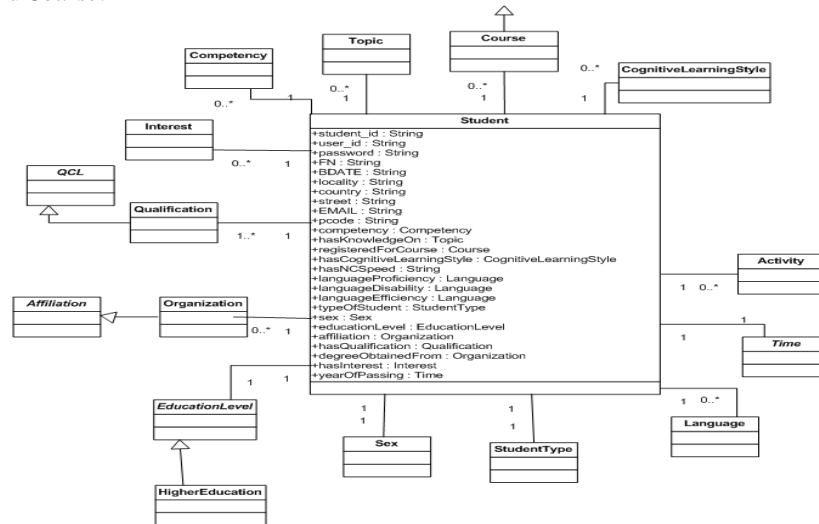 Topic
Course
Competency
CognitiveLearningStyle
0..*
0..*
0..*
0..*
1
1
1
1
Student
Interest
0..*
1
QCL
Qualification
1..*
1
+student_id : String
+user_id : String
+password : String
+FN : String
+BDATE : String
+locality : String
+country : String
+street : String
+EMAIL : String
+pcode : String
+competency : Competency
+hasKnowledgeOn : Topic
+registeredForCourse : Course
+hasCognitiveLearningStyle : CognitiveLearningStyle
+hasNCSpeed : String
+languageProficiency : Language
+languageDisability : Language
+languageEfficiency : Language
+typeOfStudent : StudentType
+sex : Sex
+educationLevel : EducationLevel
+affiliation : Organization
+hasQualification : Qualification
+degreeObtainedFrom : Organization
+hasInterest : Interest
+yearOfPassing : Time
Activity
1
0..*
Affiliation
Organization
0..*
1
1
1
Time
1
1
EducationLevel
1
0..*
Language
1
1
Sex
1
1
StudentType
HigherEducation